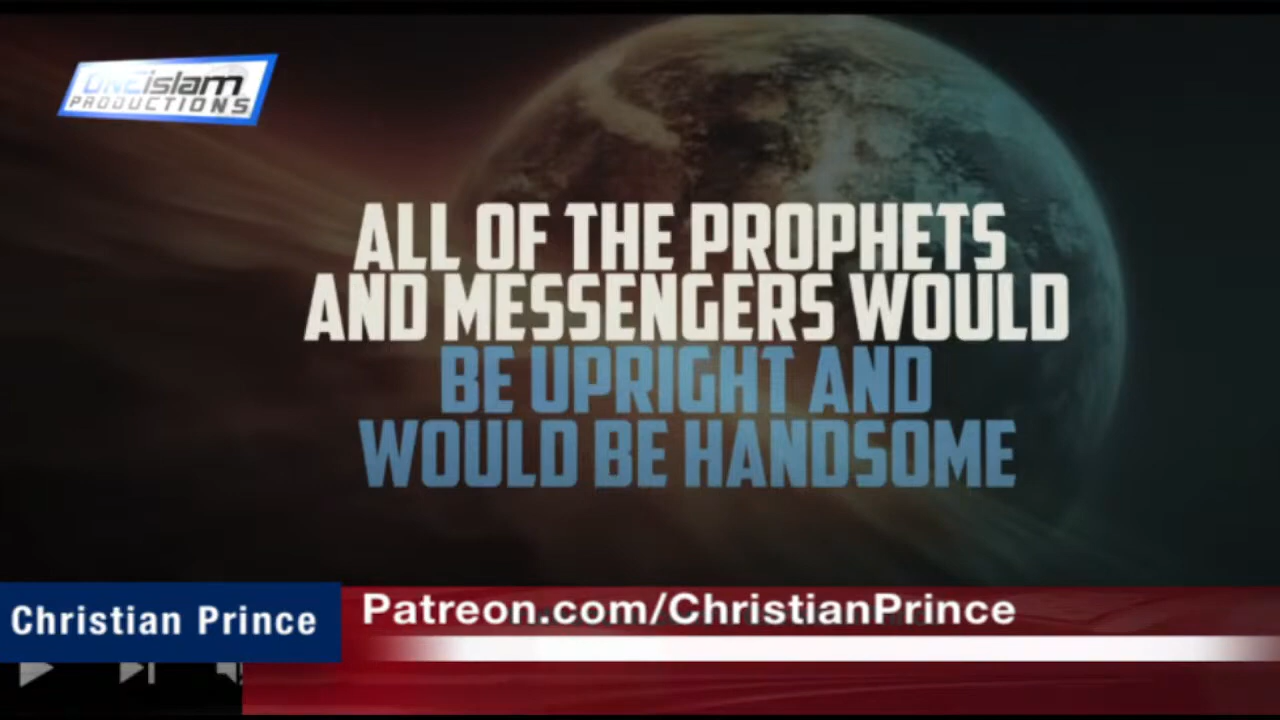 ONEislam
PRODUCTIONS
ALL OF THE PROPHETS
AND MESSENGERS WOULD
BE UPRIGHT AND
WOULD BE HANDSOME
Christian Prince
Patreon.com/ChristianPrince